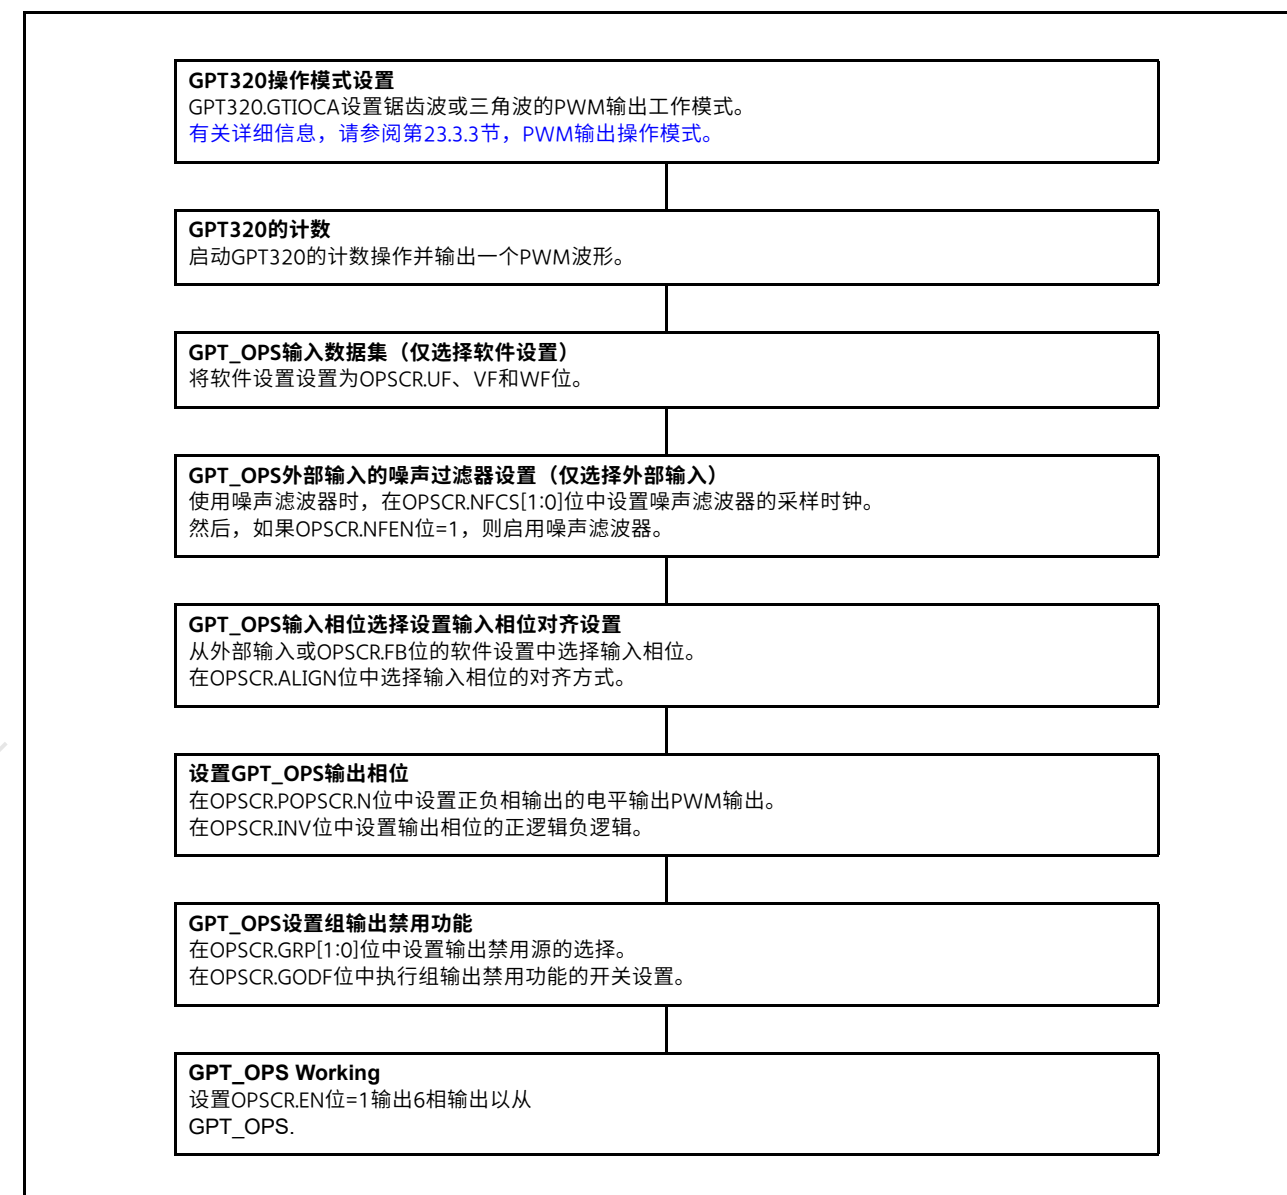 GPT320操作模式设置
GPT320.GTIOCA设置锯齿波或三角波的PWM输出工作模式。
有关详细信息，请参阅第23.3.3节，PWM输出操作模式。
GPT320的计数
启动GPT320的计数操作并输出一个PWM波形。
GPT_OPS输入数据集（仅选择软件设置）
将软件设置设置为OPSCR.UF、VF和WF位。
GPT_OPS外部输入的噪声过滤器设置（仅选择外部输入）
使用噪声滤波器时，在OPSCR.NFCS[1:0]位中设置噪声滤波器的采样时钟。
然后，如果OPSCR.NFEN位=1，则启用噪声滤波器。
GPT_OPS输入相位选择设置输入相位对齐设置
从外部输入或OPSCR.FB位的软件设置中选择输入相位。
在OPSCR.ALIGN位中选择输入相位的对齐方式。
设置GPT_OPS输出相位
在OPSCR.POPSCR.N位中设置正负相输出的电平输出PWM输出。
在OPSCR.INV位中设置输出相位的正逻辑负逻辑。
GPT_OPS设置组输出禁用功能
在OPSCR.GRP[1:0]位中设置输出禁用源的选择。
在OPSCR.GODF位中执行组输出禁用功能的开关设置。
GPT_OPS Working
设置OPSCR.EN位=1输出6相输出以从
GPT_OPS.